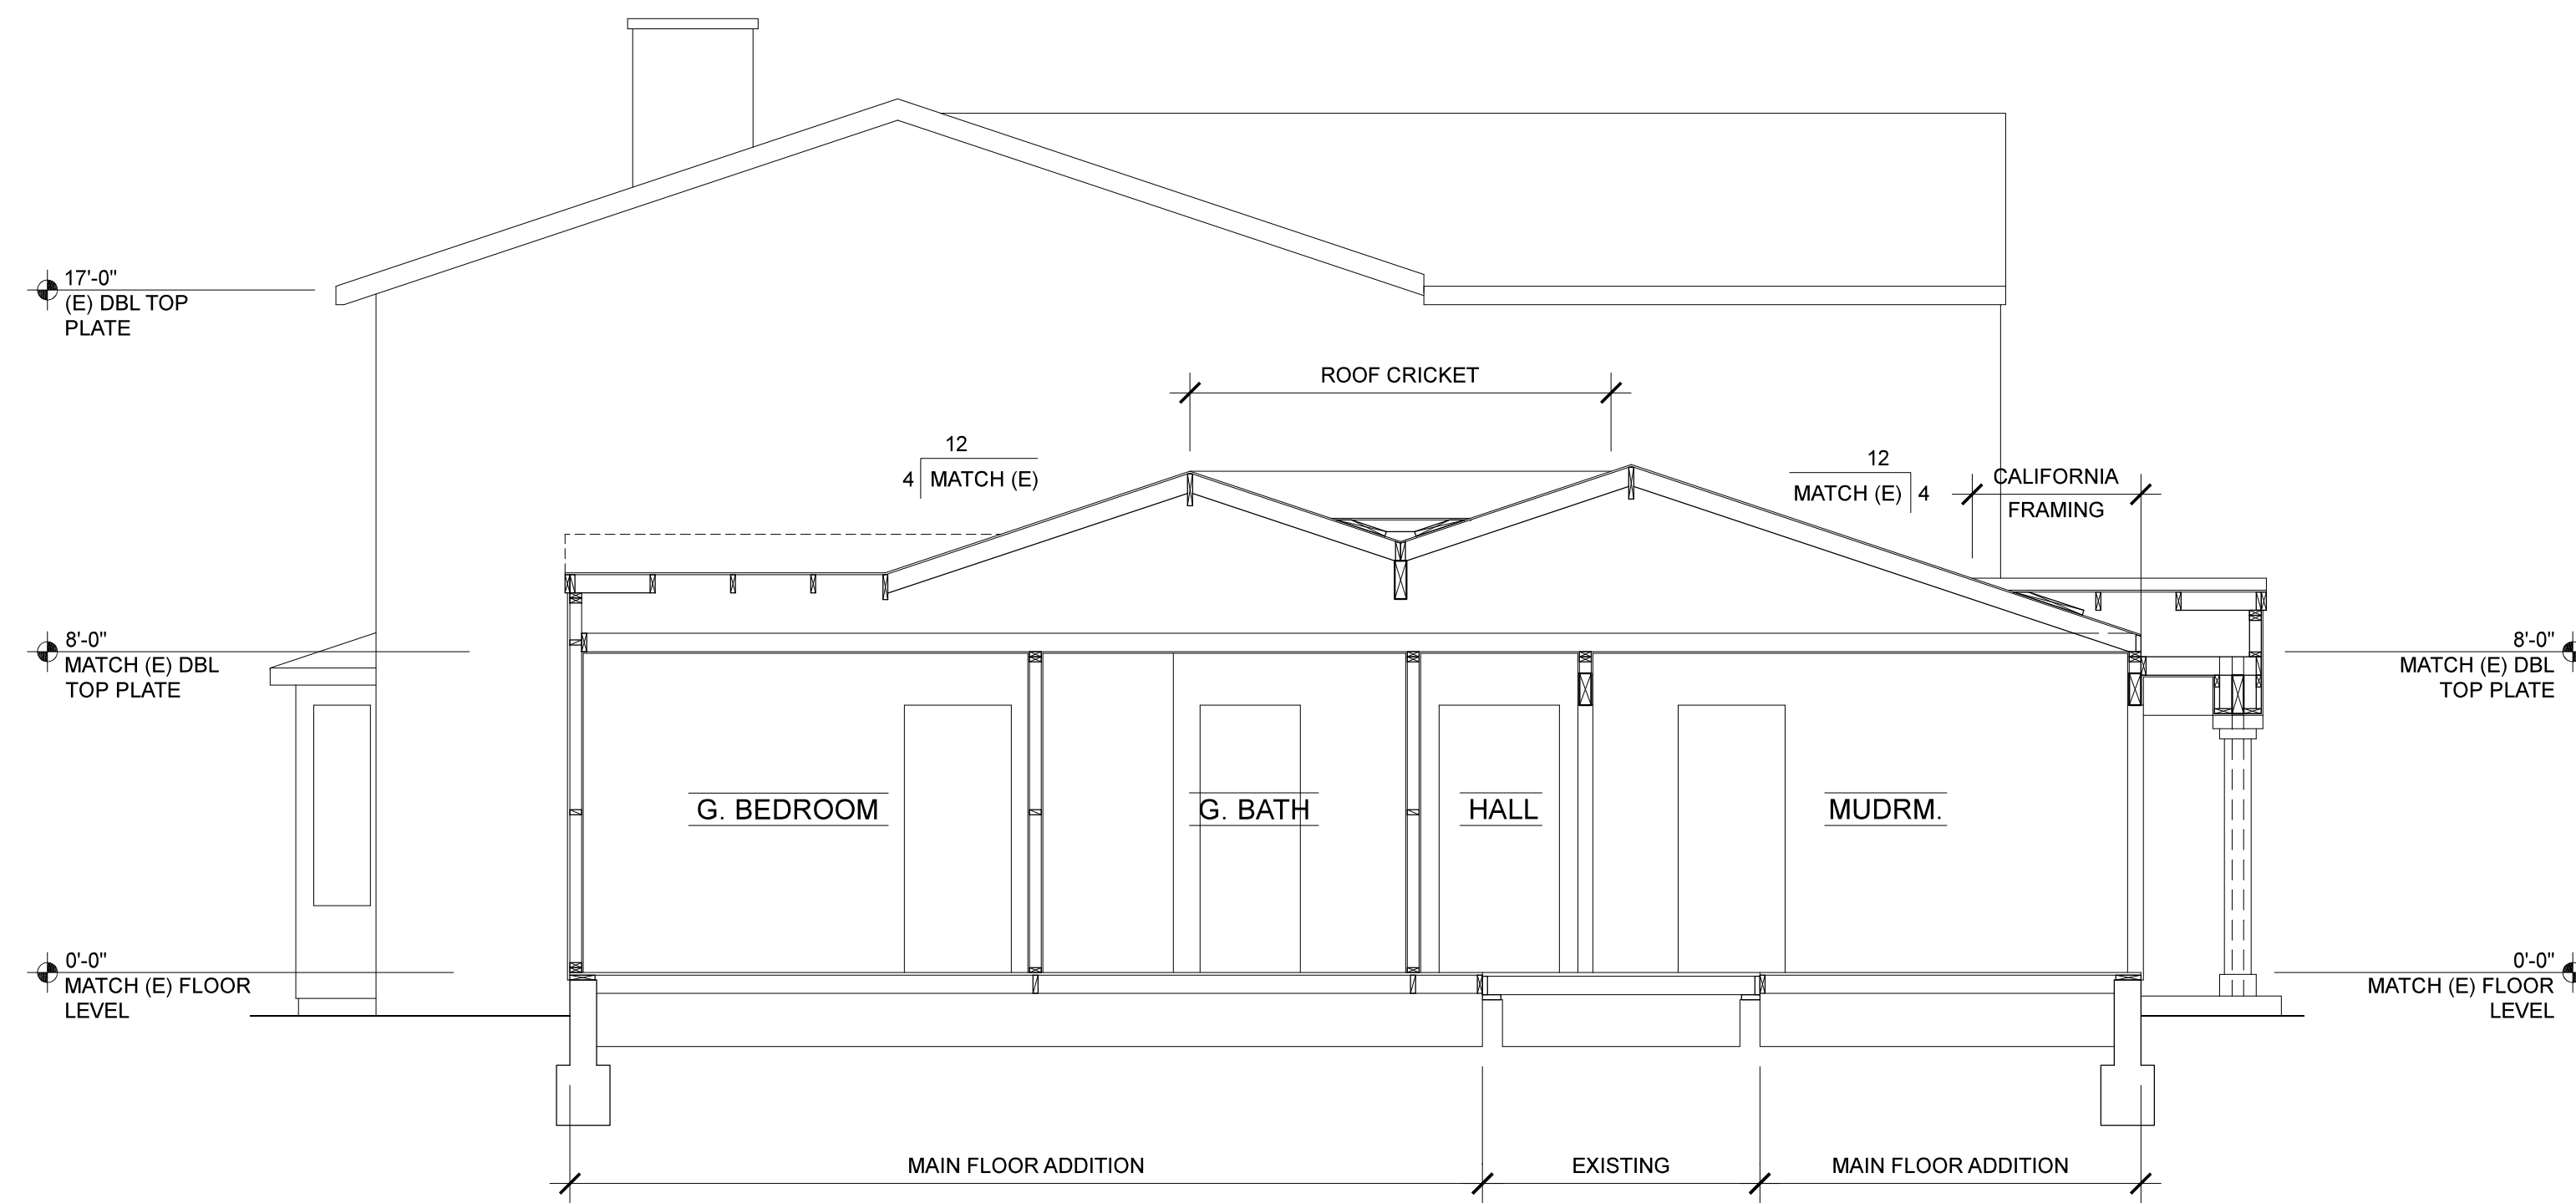 17'-0"
(E) DBL TOP
PLATE
ROOF CRICKET
12
4 MATCH (E)
12
MATCH (E) 4
CALIFORNIA
FRAMING
8'-0"
MATCH (E) DBL
TOP PLATE
8'-0"
MATCH (E) DBL
TOP PLATE
G. BEDROOM
G. BATH
HALL
MUDRM.
0'-0"
MATCH (E) FLOOR
LEVEL
0'-0"
MATCH (E) FLOOR
LEVEL
MAIN FLOOR ADDITION
EXISTING
MAIN FLOOR ADDITION